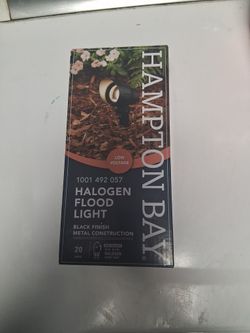 HAMPTON BAY
LOW
VOLTAGE
1001 492 057
HALOGEN
FLOOD
LIGHT
BLACK FINISH
METAL CONSTRUCTION
20